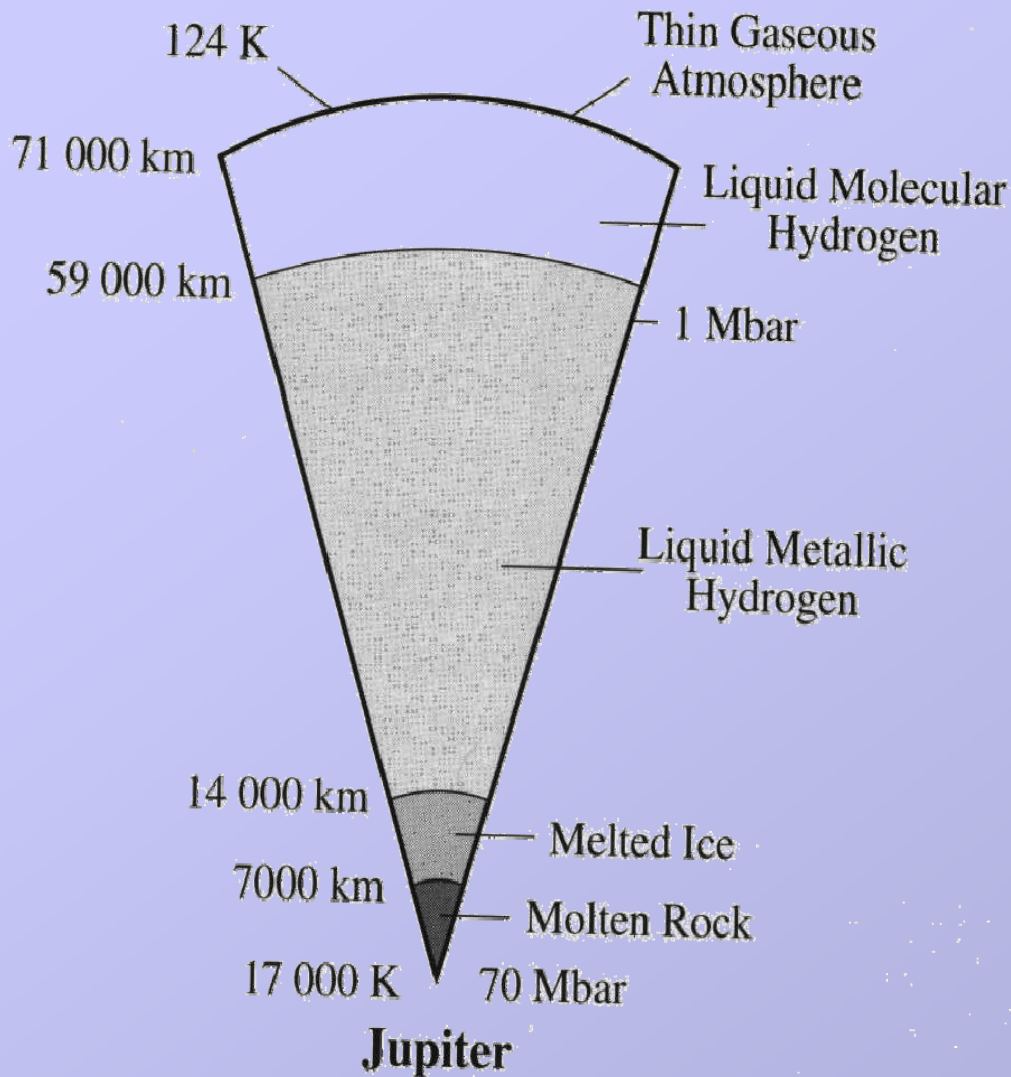 124 K
Thin Gaseous
Atmosphere
71 000 km
Liquid Molecular
Hydrogen
59 000 km
1 Mbar
Liquid Metallic
Hydrogen
14 000 km
Melted Ice
7000 km
Molten Rock
17 000 K
70 Mbar
Jupiter